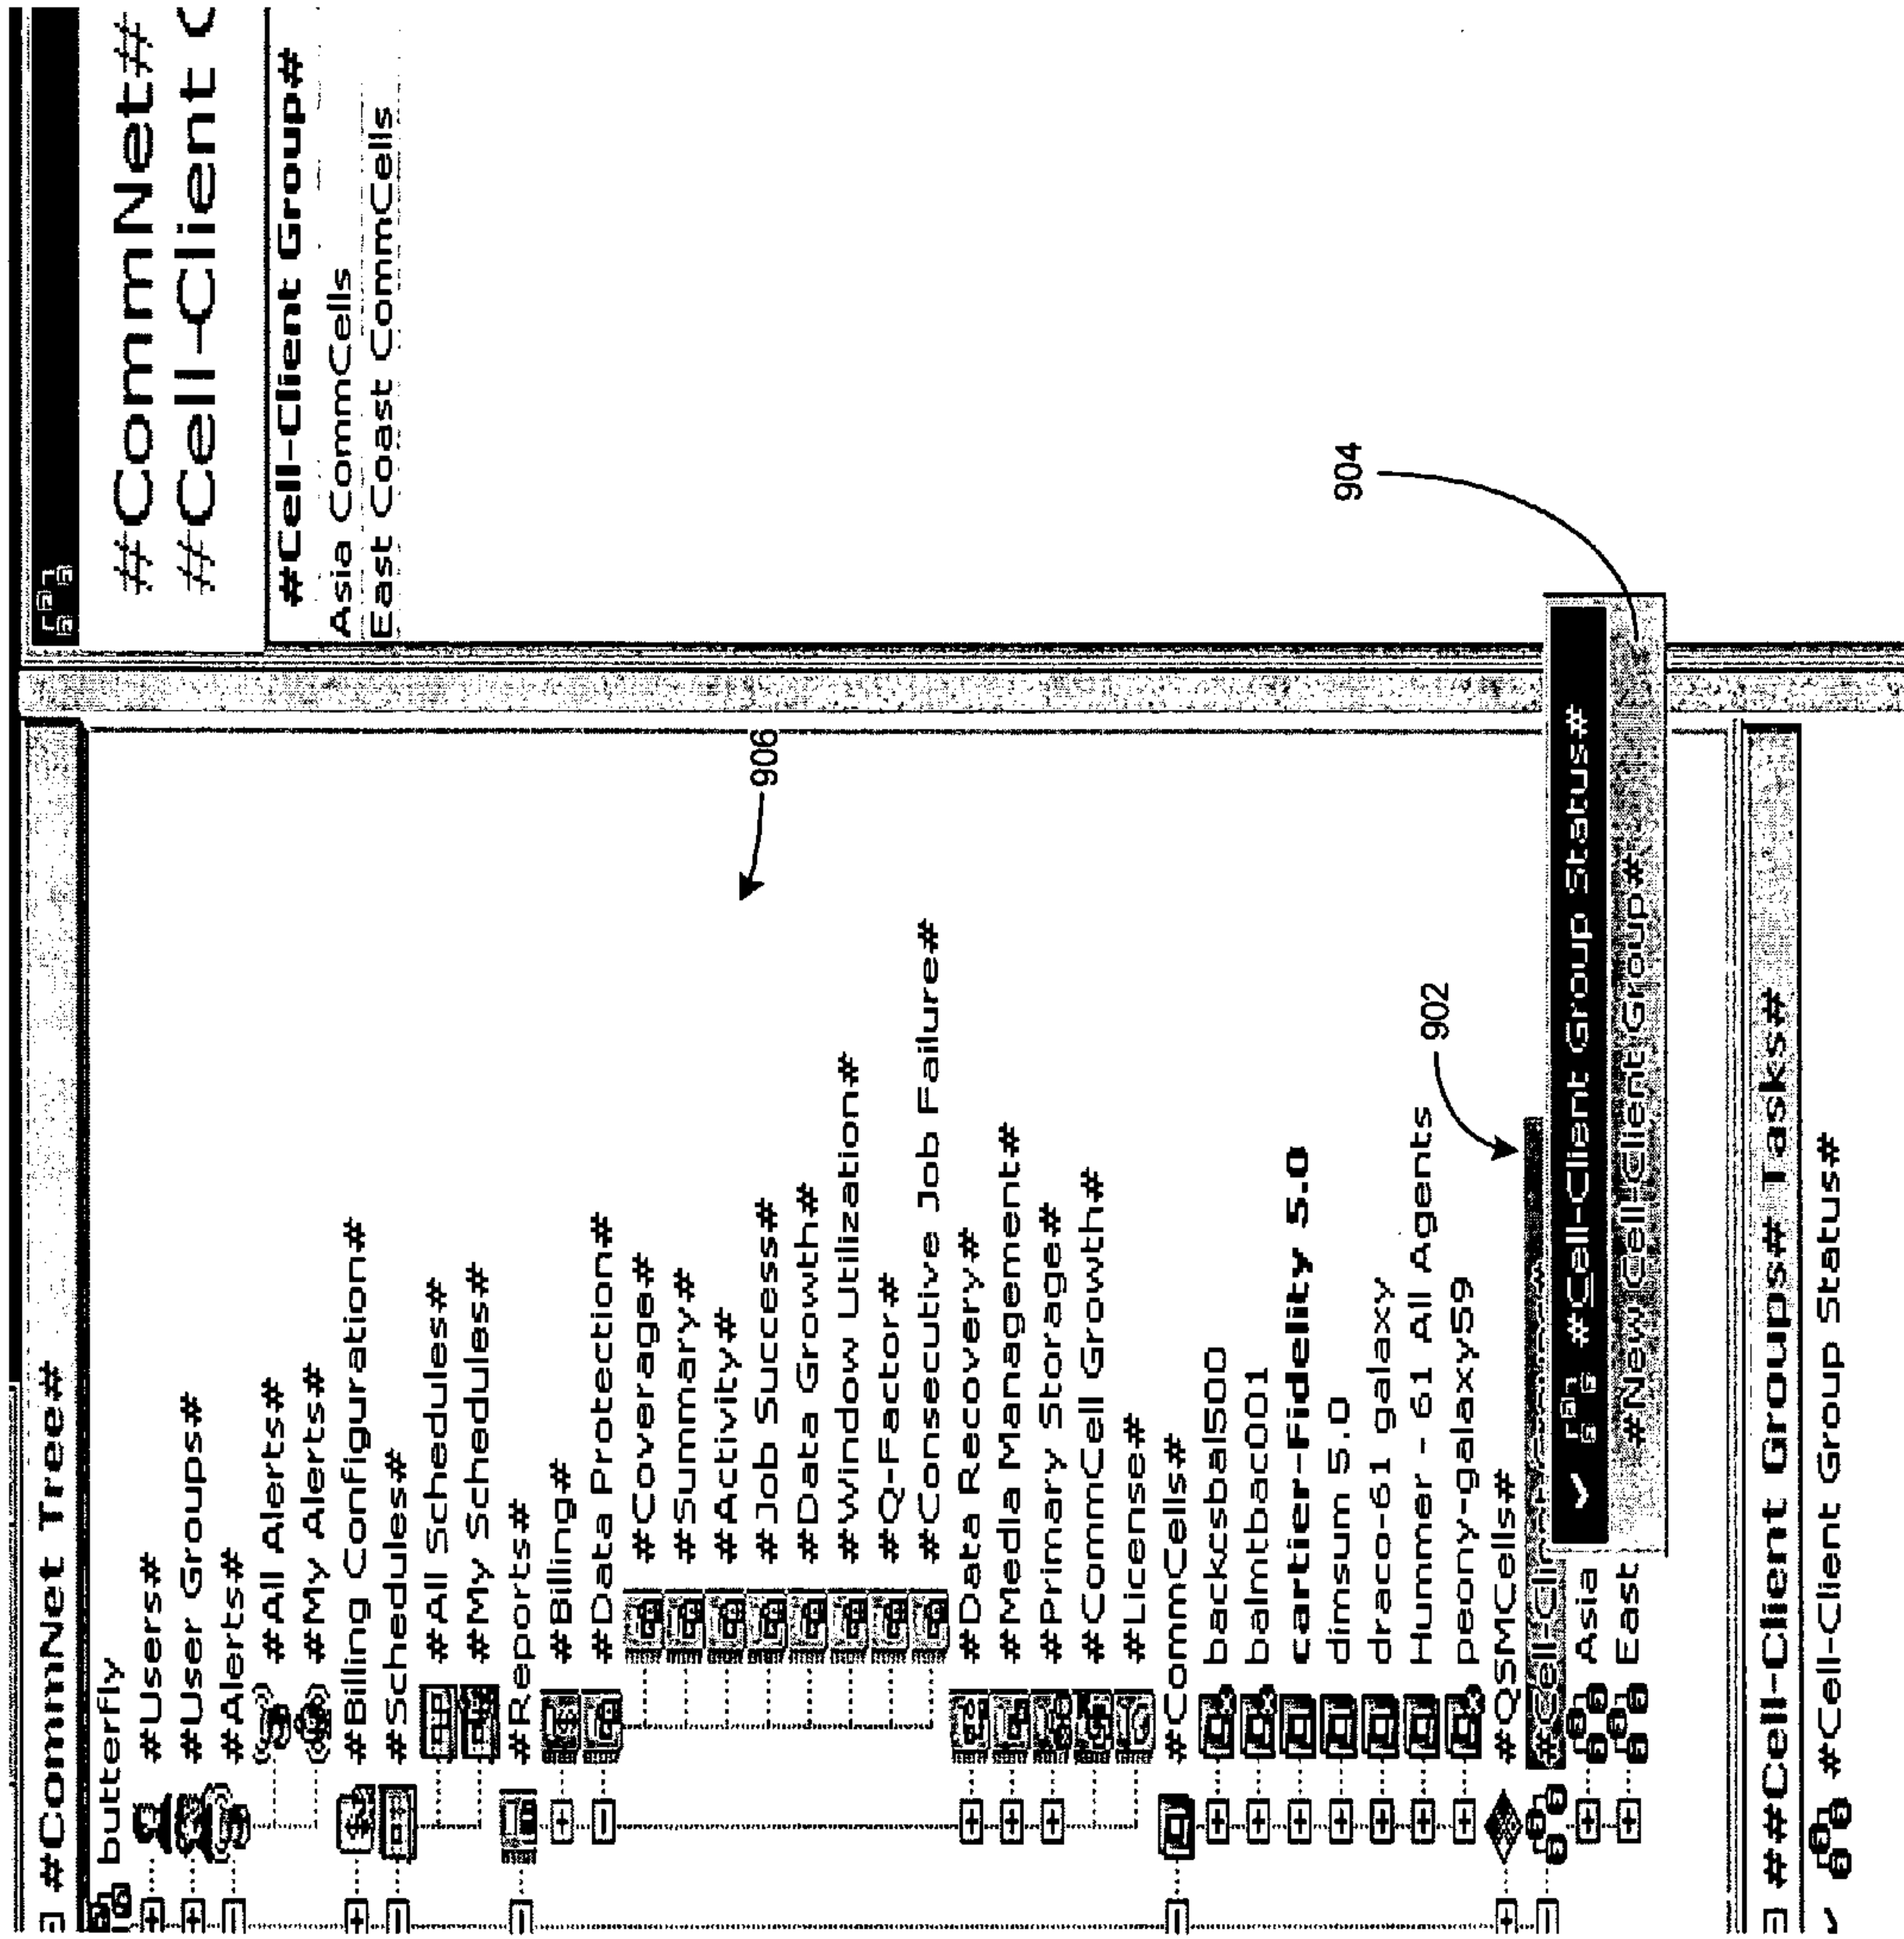 #CommNet Tree#
butterfly
#Users#
#User Groups#
#Alerts#
#All Alerts#
#My Alerts#
#Billing Configuration#
#Schedules#
#All Schedules#
#My Schedules#
#Reports#
#Billing#
#Data Protection#
#Coverage#
#Summary#
#Activity#
#Job Success#
#Data Growth#
#Window Utilization#
#Q-Factor#
#Consecutive Job Failure#
#Data Recovery#
#Media Management#
#Primary Storage#
#CommCell Growth#
#License#
#CommCells#
backcsbal500
balmtbac001
cartier-Fidelity 5.0
dimsum 5.0
draco-61 galaxy
Hummer - 61 All Agents
peony-galaxy59
#QSMCells#
Asia
East
#Cell-Client Group Status#
#New Cell-Client Group#
906
902
904
##Cell-Client Groups# Tasks#
#Cell-Client Group Status#
#CommNet#
#Cell-Client
#Cell-Client Group#
Asia CommCells
East Coast CommCells